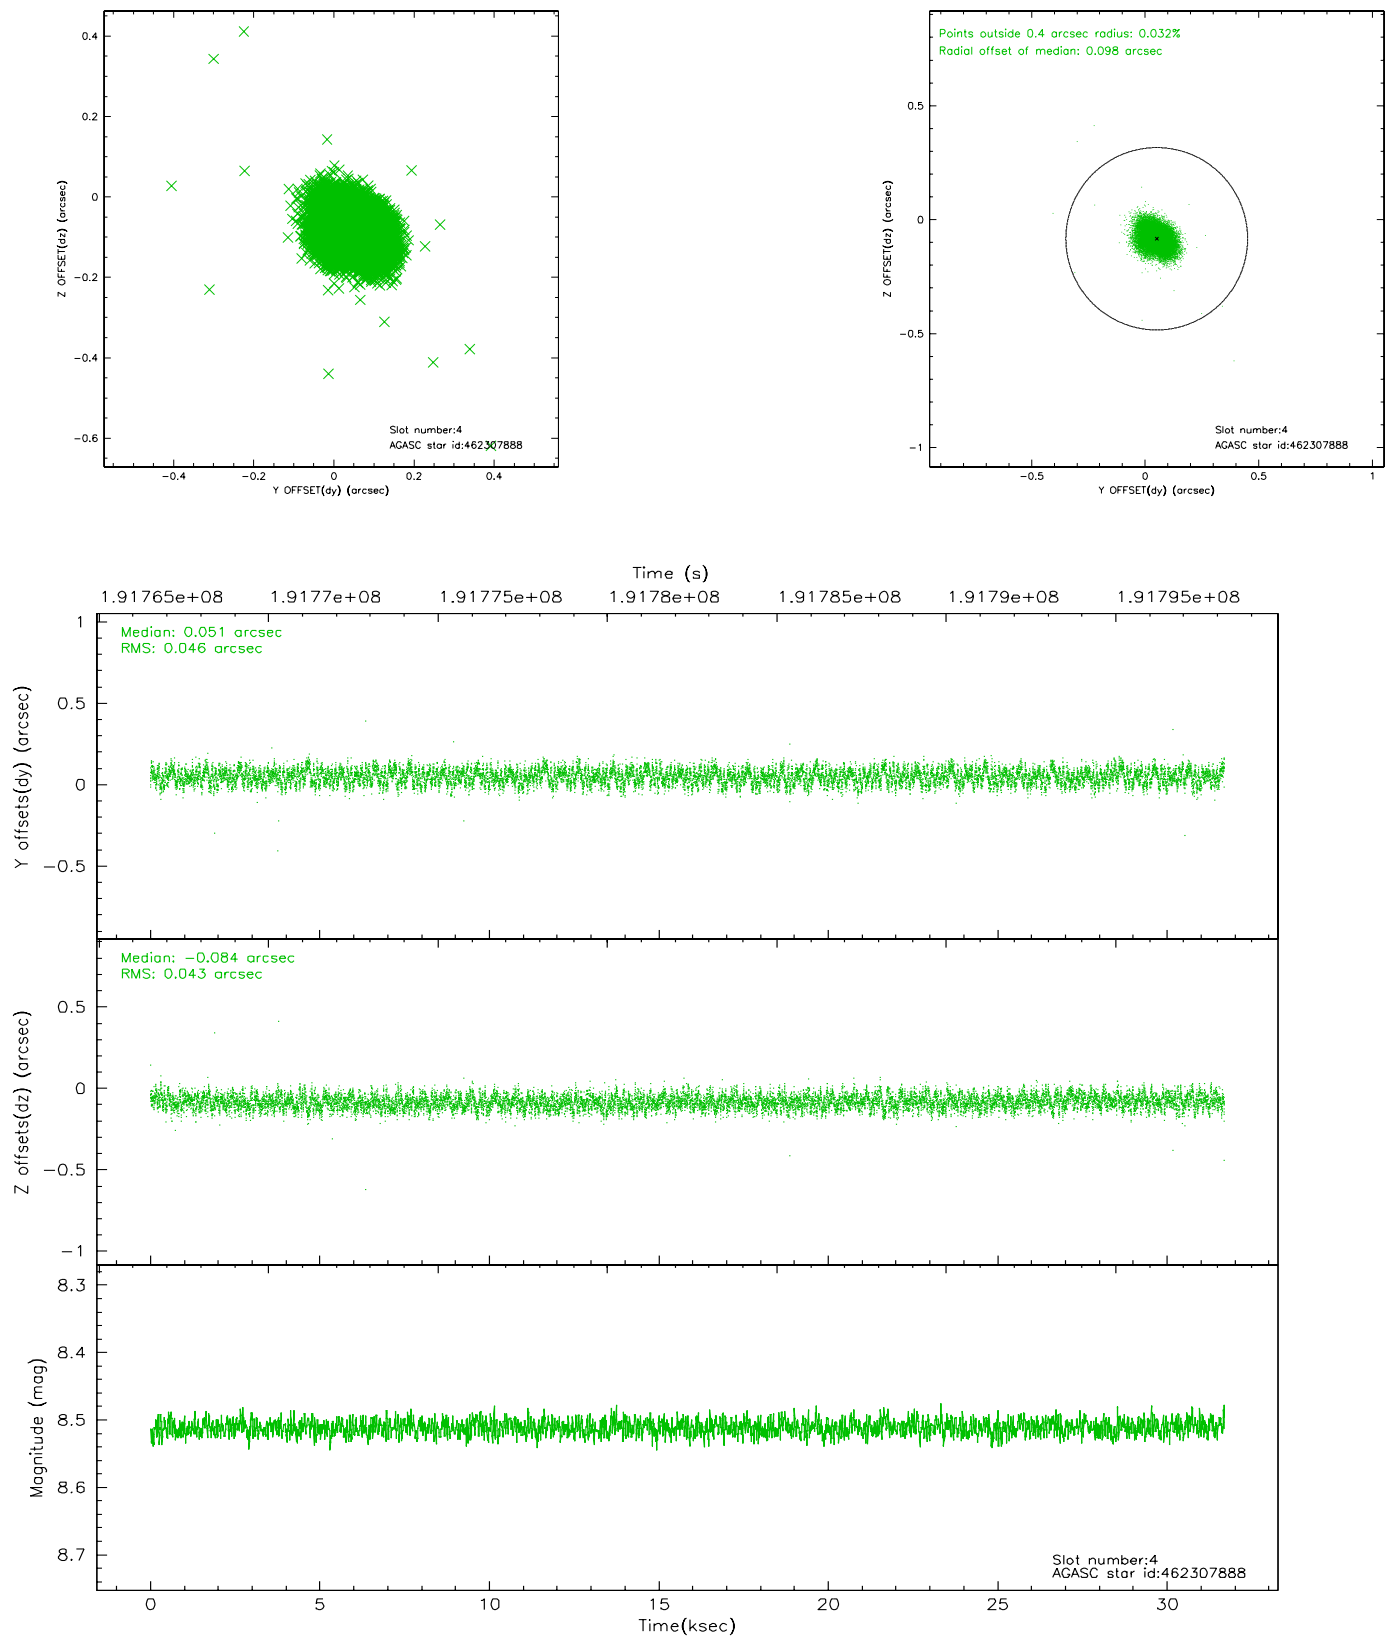 0.4
0.2
0
−0.2
−0.4
−0.6
Z OFFSET(dz) (arcsec)
Slot number:4
AGASC star id:462307888
−0.4 −0.2 0 0.2 0.4
Y OFFSET(dy) (arcsec)
Points outside 0.4 arcsec radius: 0.032%
Radial offset of median: 0.098 arcsec
0.5
0
−0.5
−1
Z OFFSET(dz) (arcsec)
Slot number:4
AGASC star id:462307888
−0.5 0 0.5 1
Y OFFSET(dy) (arcsec)
Time (s)
1.91765e+08 1.9177e+08 1.91775e+08 1.9178e+08 1.91785e+08 1.9179e+08 1.91795e+08
Median: 0.051 arcsec
RMS: 0.046 arcsec
1
0.5
0
−0.5
Y offsets(dy) (arcsec)
Median: −0.084 arcsec
RMS: 0.043 arcsec
0.5
0
−0.5
−1
Z offsets(dz) (arcsec)
8.3
8.4
8.5
8.6
8.7
Magnitude (mag)
Slot number:4
AGASC star id:462307888
0 5 10 15 20 25 30
Time(ksec)